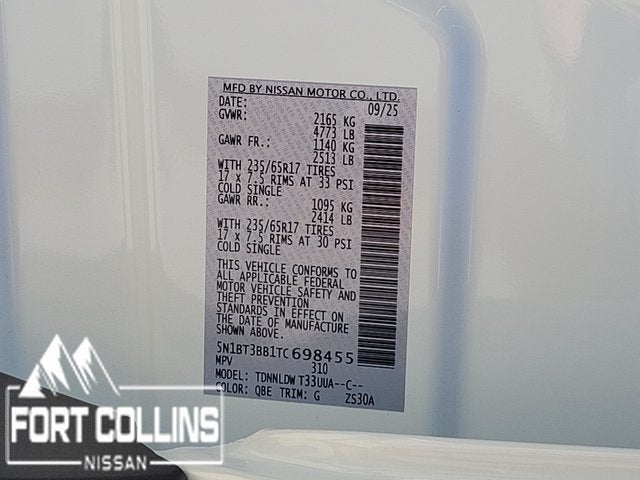 MFD BY NISSAN MOTOR CO., LTD.
DATE: 09/25
GVWR: 2165 KG
4773 LB
GAWR FR.: 1140 KG
2513 LB
WITH 235/65R17 TIRES
17 x 7.5 RIMS AT 33 PSI
COLD SINGLE
GAWR RR.: 1095 KG
2414 LB
WITH 235/65R17 TIRES
17 x 7.5 RIMS AT 30 PSI
COLD SINGLE
THIS VEHICLE CONFORMS TO
ALL APPLICABLE FEDERAL
MOTOR VEHICLE SAFETY AND
THEFT PREVENTION
STANDARDS IN EFFECT ON
THE DATE OF MANUFACTURE
SHOWN ABOVE.
5N1BT3BB1TC698455
MPV 310
MODEL: TDNNLDW T33UUA--C--
COLOR: QBE TRIM: G ZS30A
FORT COLLINS
NISSAN